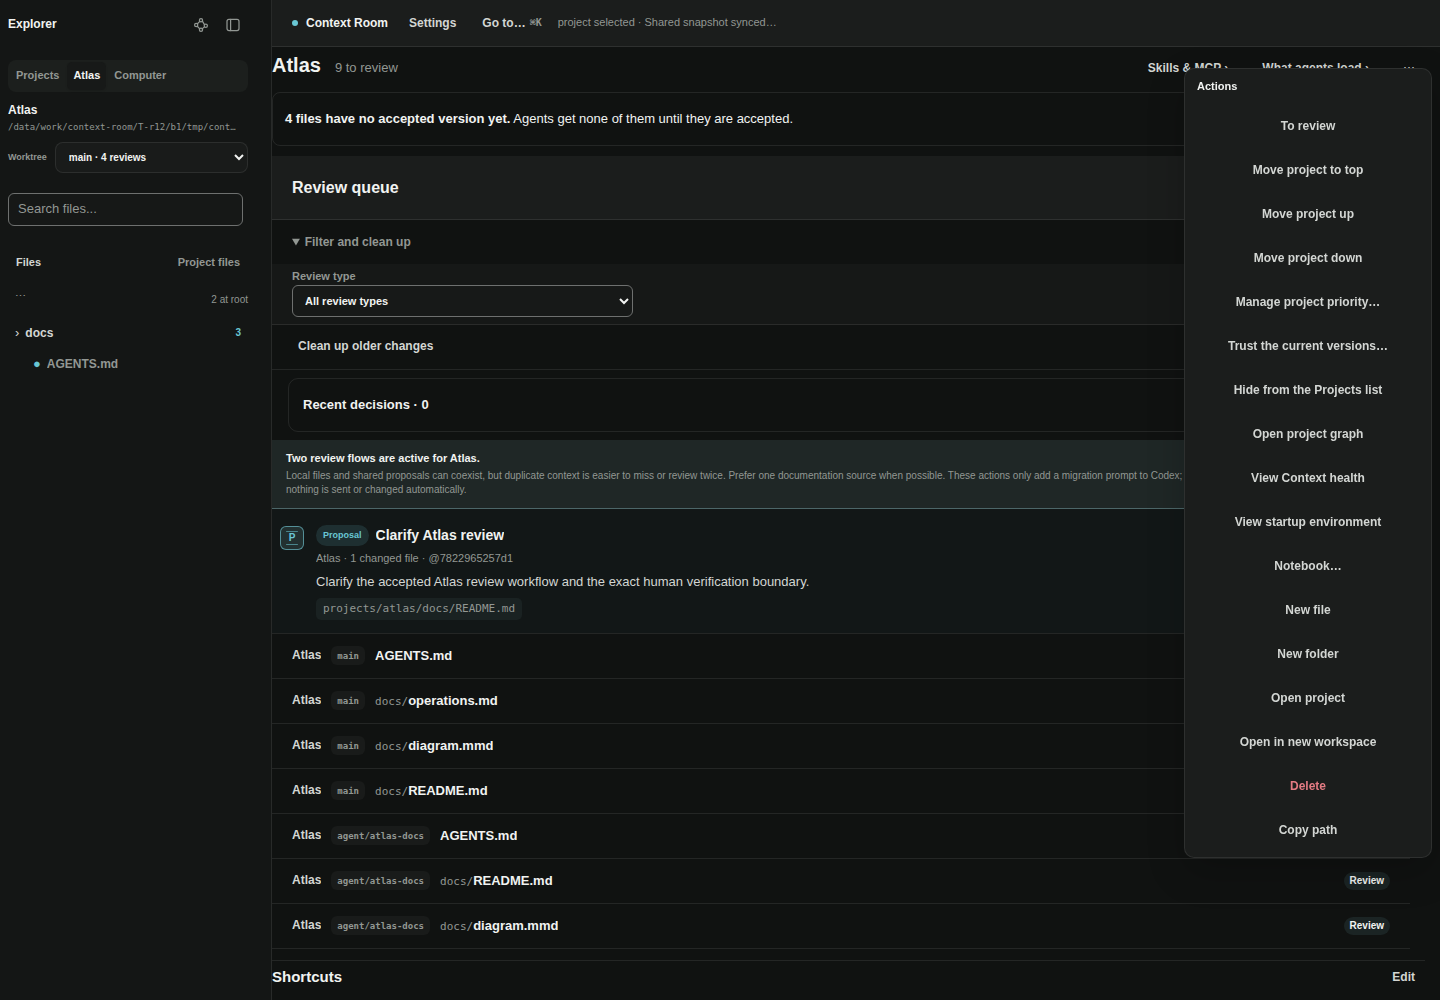 Explorer
Projects Atlas Computer
Atlas
/data/work/context-room/T-r12/b1/tmp/cont…
Worktree main · 4 reviews
Search files...
Files Project files
... 2 at root
› docs 3
AGENTS.md
Context Room Settings Go to… ⌘K project selected · Shared snapshot synced…
Atlas 9 to review
Skills & MCP › What agents load › ...
4 files have no accepted version yet. Agents get none of them until they are accepted.
Review queue
▼ Filter and clean up
Review type
All review types
Clean up older changes
Recent decisions · 0
Two review flows are active for Atlas.
Local files and shared proposals can coexist, but duplicate context is easier to miss or review twice. Prefer one documentation source when possible. These actions only add a migration prompt to Codex;
nothing is sent or changed automatically.
P Proposal Clarify Atlas review
Atlas · 1 changed file · @7822965257d1
Clarify the accepted Atlas review workflow and the exact human verification boundary.
projects/atlas/docs/README.md
Atlas main AGENTS.md
Atlas main docs/operations.md
Atlas main docs/diagram.mmd
Atlas main docs/README.md
Atlas agent/atlas-docs AGENTS.md
Atlas agent/atlas-docs docs/README.md Review
Atlas agent/atlas-docs docs/diagram.mmd Review
Shortcuts Edit
Actions
To review
Move project to top
Move project up
Move project down
Manage project priority…
Trust the current versions…
Hide from the Projects list
Open project graph
View Context health
View startup environment
Notebook…
New file
New folder
Open project
Open in new workspace
Delete
Copy path